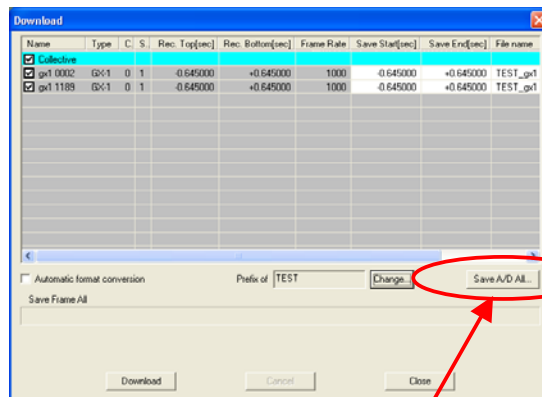 Download
Name Type C. S. Rec. Top[sec] Rec. Bottom[sec] Frame Rate Save Start[sec] Save End[sec] File name
Collective
gx1 0002 GX-1 0 1 -0.645000 +0.645000 1000 -0.645000 +0.645000 TEST_gx1
gx1 1189 GX-1 0 1 -0.645000 +0.645000 1000 -0.645000 +0.645000 TEST_gx1
Automatic format conversion Prefix of TEST Change... Save A/D All...
Save Frame All
Download Cancel Close